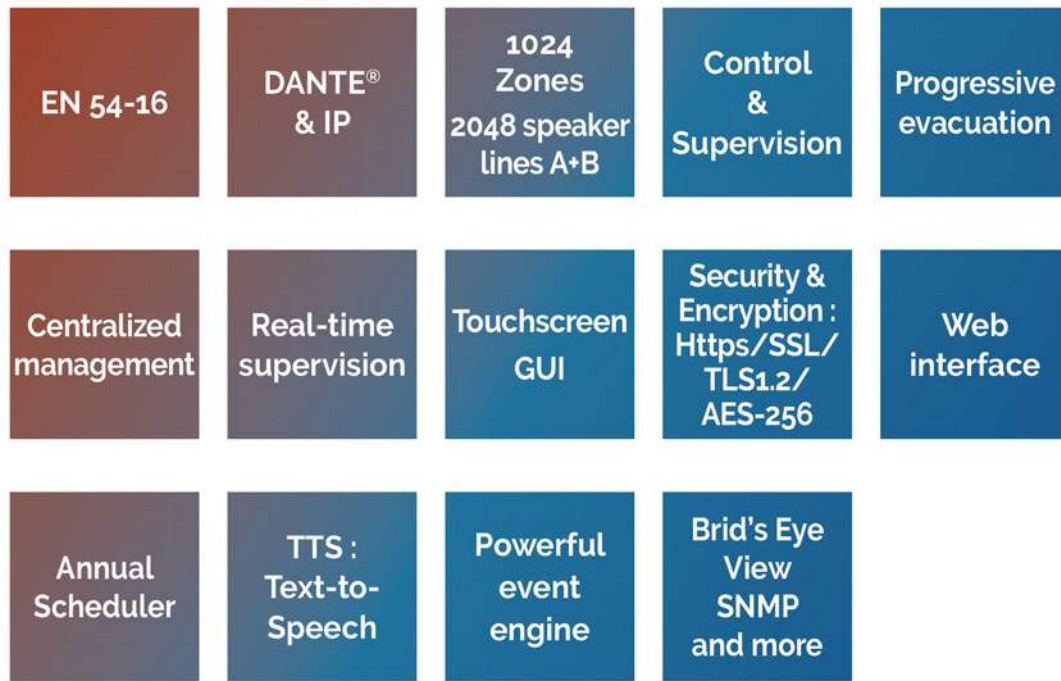 EN 54-16
DANTE®
& IP
1024
Zones
2048 speaker
lines A+B
Control
&
Supervision
Progressive
evacuation
Centralized
management
Real-time
supervision
Touchscreen
GUI
Security &
Encryption :
Https/SSL/
TLS1.2/
AES-256
Web
interface
Annual
Scheduler
TTS :
Text-to-
Speech
Powerful
event
engine
Brid's Eye
View
SNMP
and more